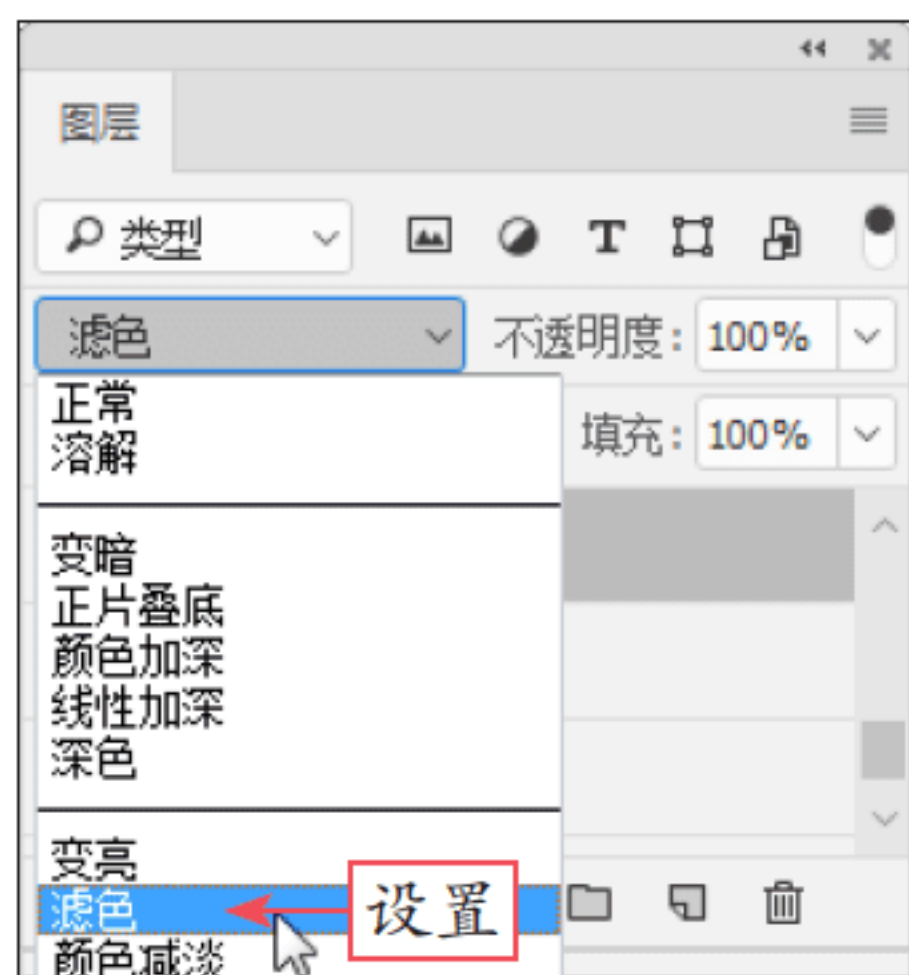 图层
类型 T
滤色 不透明度: 100%
正常 填充: 100%
溶解
变暗
正片叠底
颜色加深
线性加深
深色
变亮
滤色 设置
颜色减淡